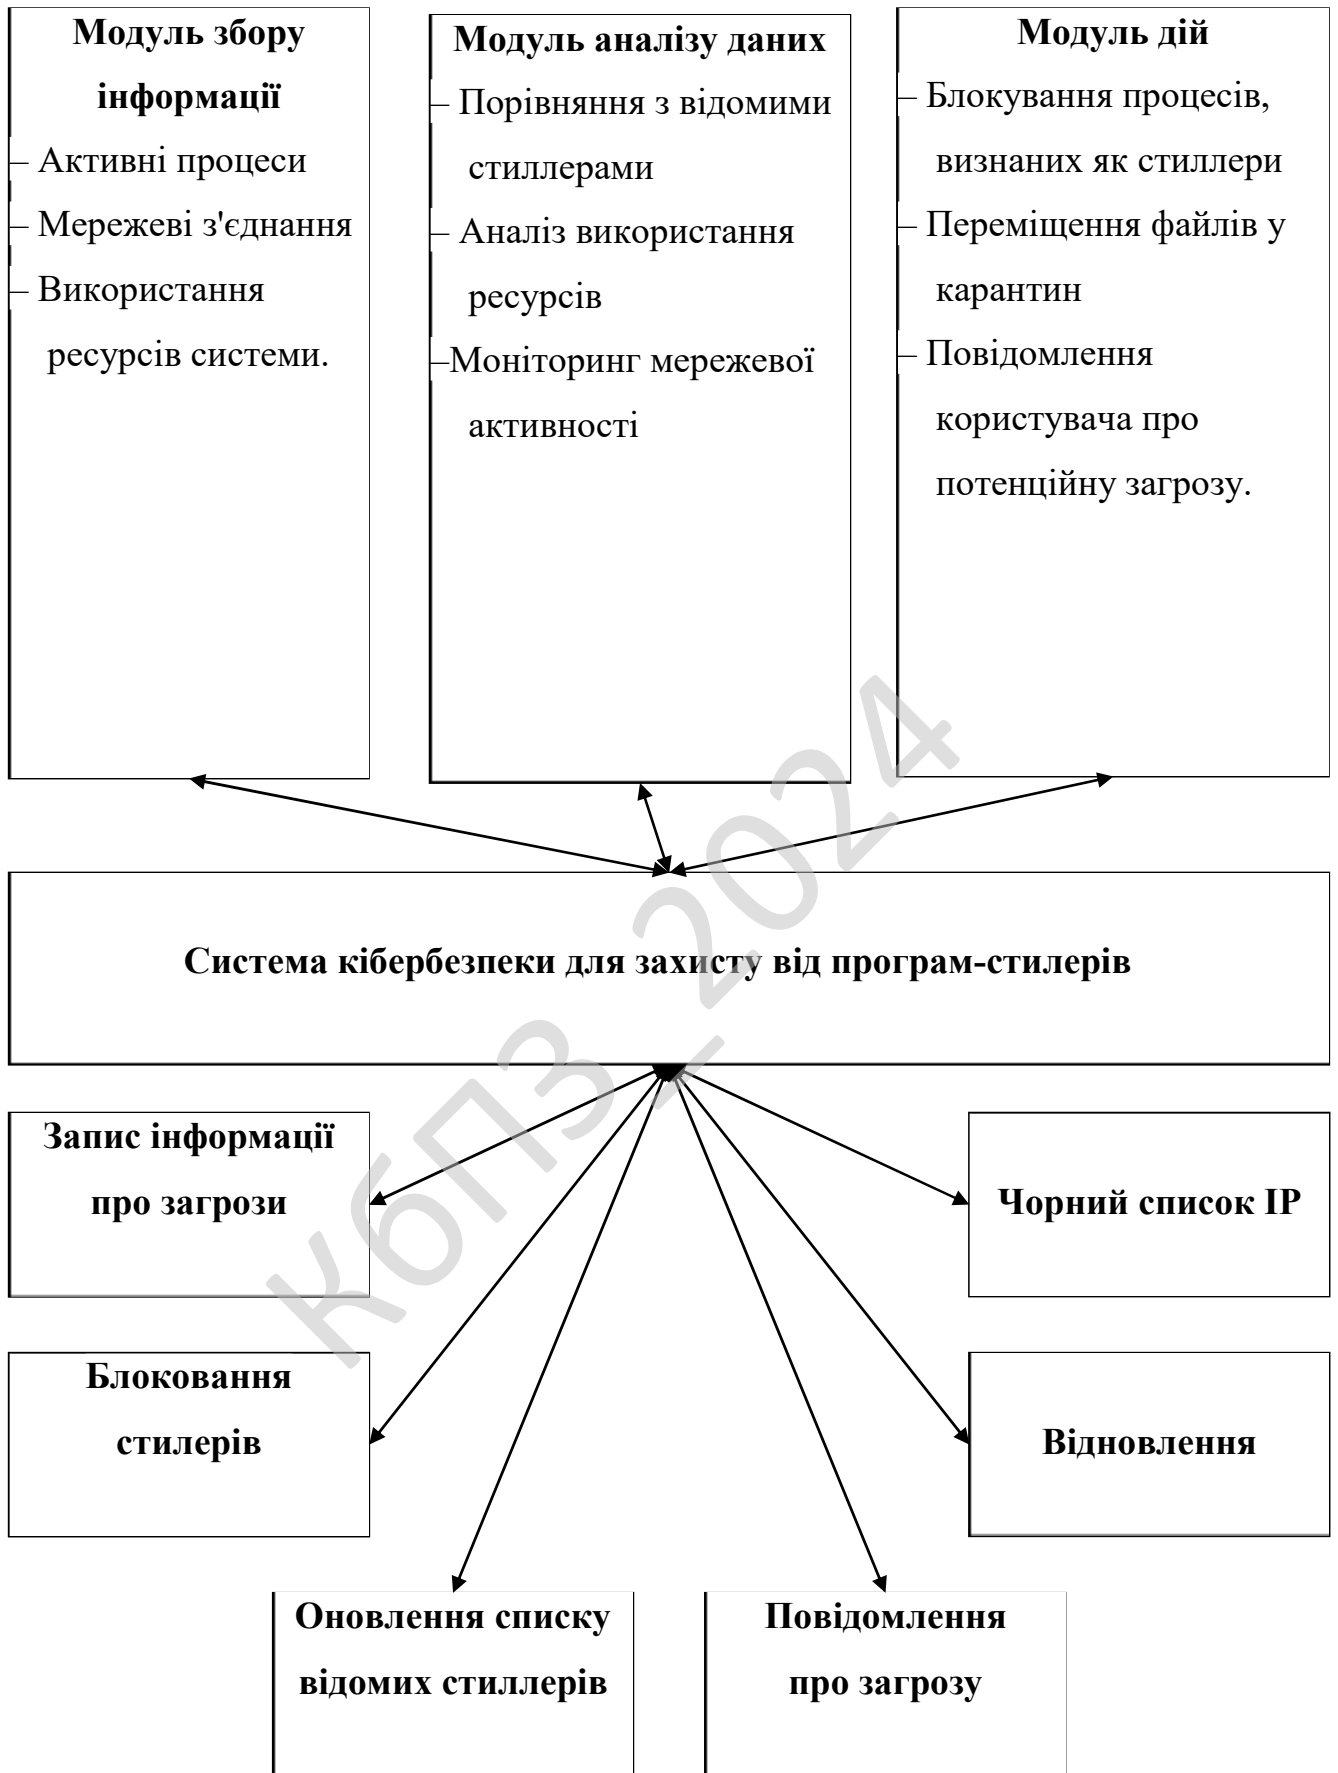 Модуль збору
інформації
– Активні процеси
– Мережеві з'єднання
– Використання
ресурсів системи.
Модуль аналізу даних
– Порівняння з відомими
стиллерами
– Аналіз використання
ресурсів
–Моніторинг мережевої
активності
Модуль дій
– Блокування процесів,
визнаних як стиллери
– Переміщення файлів у
карантин
– Повідомлення
користувача про
потенційну загрозу.
Система кібербезпеки для захисту від програм-стилерів
Запис інформації
про загрози
Чорний список IP
Блоковання
стилерів
Відновлення
Оновлення списку
відомих стиллерів
Повідомлення
про загрозу
КбПЗ_2024